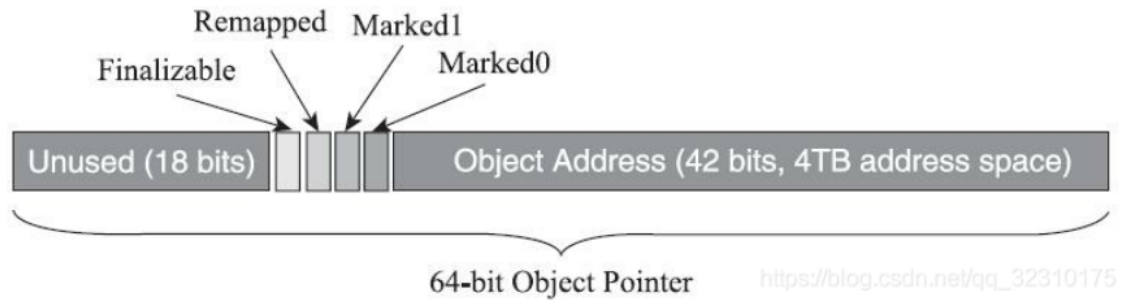 Remapped Marked1
Finalizable Marked0
Unused (18 bits) Object Address (42 bits, 4TB address space)
64-bit Object Pointer
https://blog.csdn.net/qq_32310175